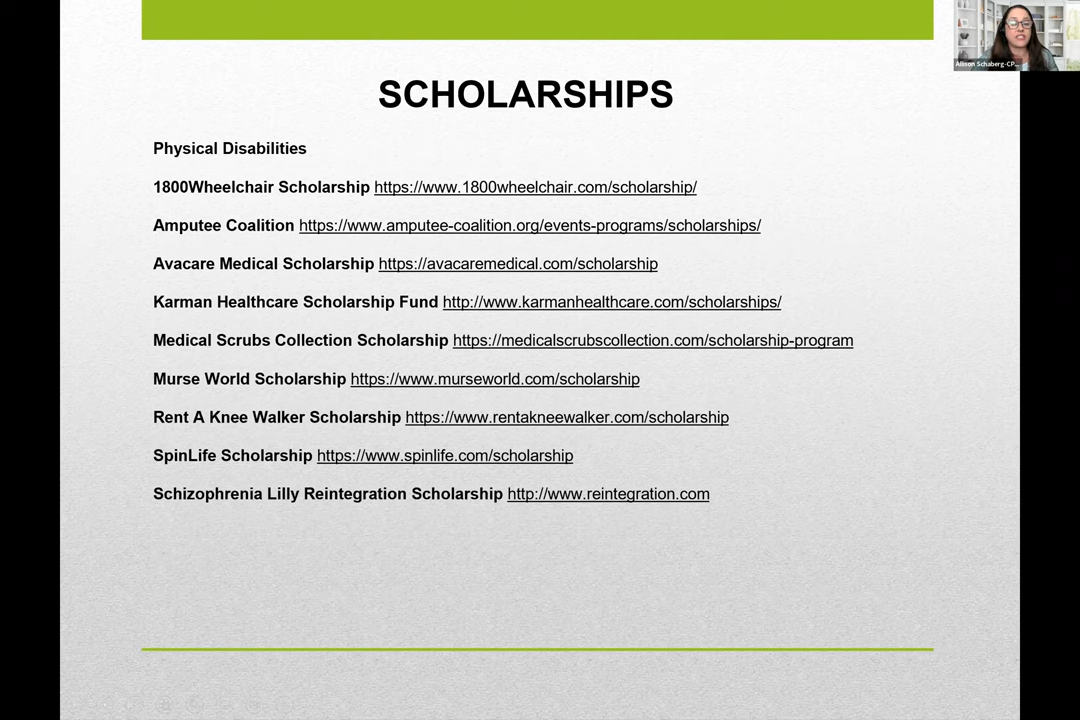 Allison Schaberg-CP...
SCHOLARSHIPS
Physical Disabilities
1800Wheelchair Scholarship https://www.1800wheelchair.com/scholarship/
Amputee Coalition https://www.amputee-coalition.org/events-programs/scholarships/
Avacare Medical Scholarship https://avacaremedical.com/scholarship
Karman Healthcare Scholarship Fund http://www.karmanhealthcare.com/scholarships/
Medical Scrubs Collection Scholarship https://medicalscrubscollection.com/scholarship-program
Murse World Scholarship https://www.murseworld.com/scholarship
Rent A Knee Walker Scholarship https://www.rentakneewalker.com/scholarship
SpinLife Scholarship https://www.spinlife.com/scholarship
Schizophrenia Lilly Reintegration Scholarship http://www.reintegration.com